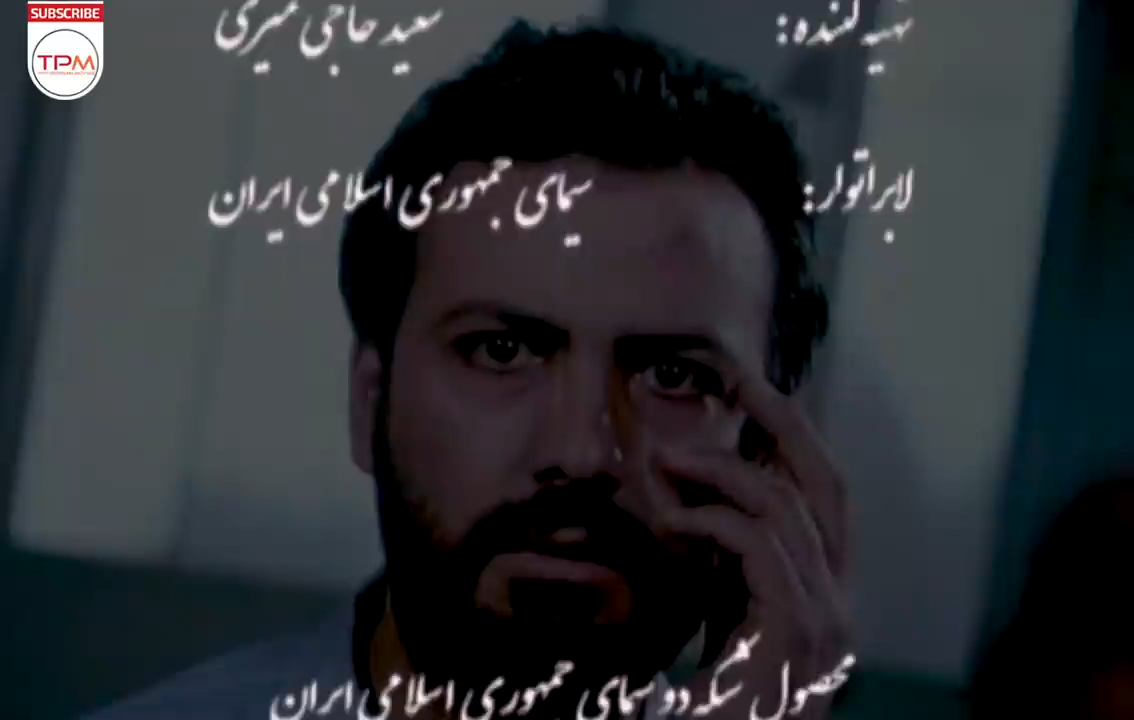 SUBSCRIBE
TPM
تهیه کننده: سعید حاجی میری
لابراتوار: سیمای جمهوری اسلامی ایران
محصول شبکه دو سیمای جمهوری اسلامی ایران